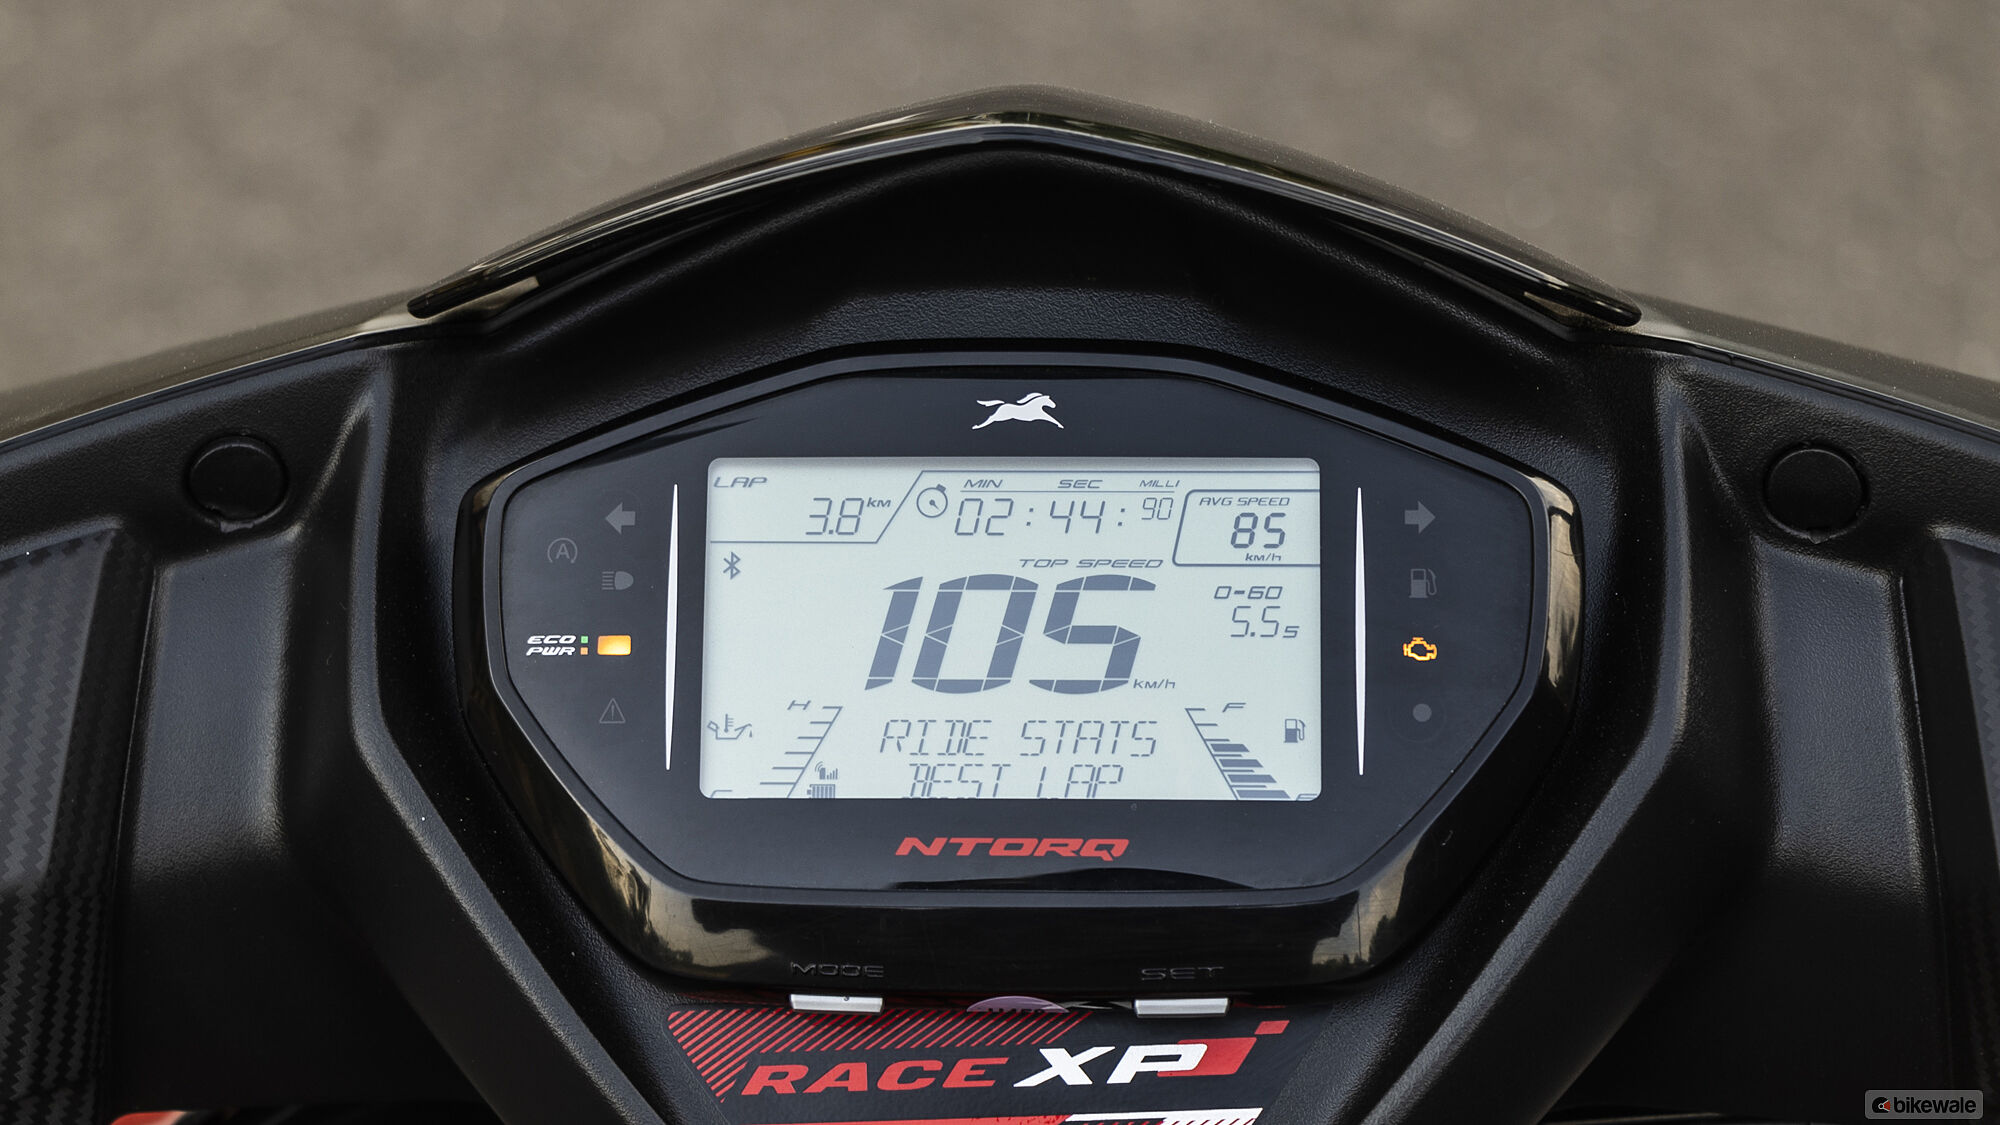 LAP
3.8 KM
MIN SEC MILLI
02:44:90
AVG SPEED
85
KM/H
TOP SPEED
105 KM/H
0-60
5.5s
A
ECO
PWR
H
F
RIDE STATS
BEST LAP
NTORQ
MODE
SET
RACE XP
bikewale